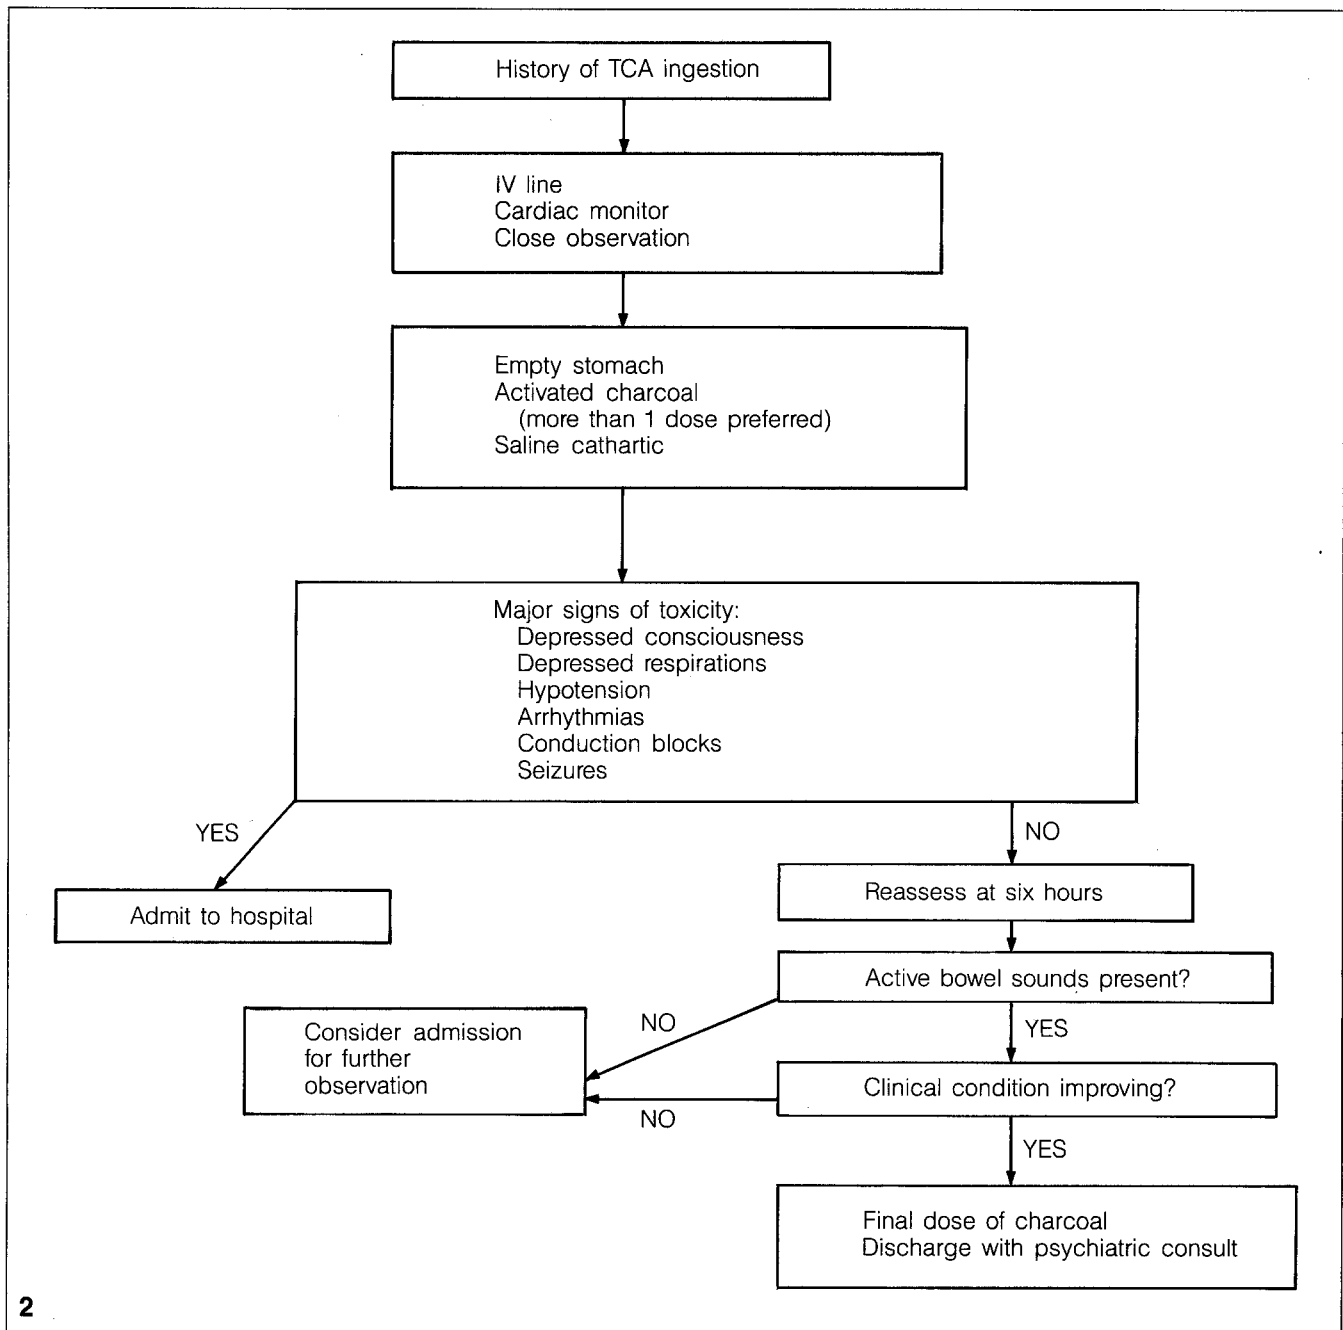 History of TCA ingestion
IV line
Cardiac monitor
Close observation
Empty stomach
Activated charcoal
(more than 1 dose preferred)
Saline cathartic
Major signs of toxicity:
Depressed consciousness
Depressed respirations
Hypotension
Arrhythmias
Conduction blocks
Seizures
YES
NO
Admit to hospital
Reassess at six hours
Active bowel sounds present?
NO
YES
Consider admission
for further
observation
Clinical condition improving?
NO
YES
Final dose of charcoal
Discharge with psychiatric consult
2